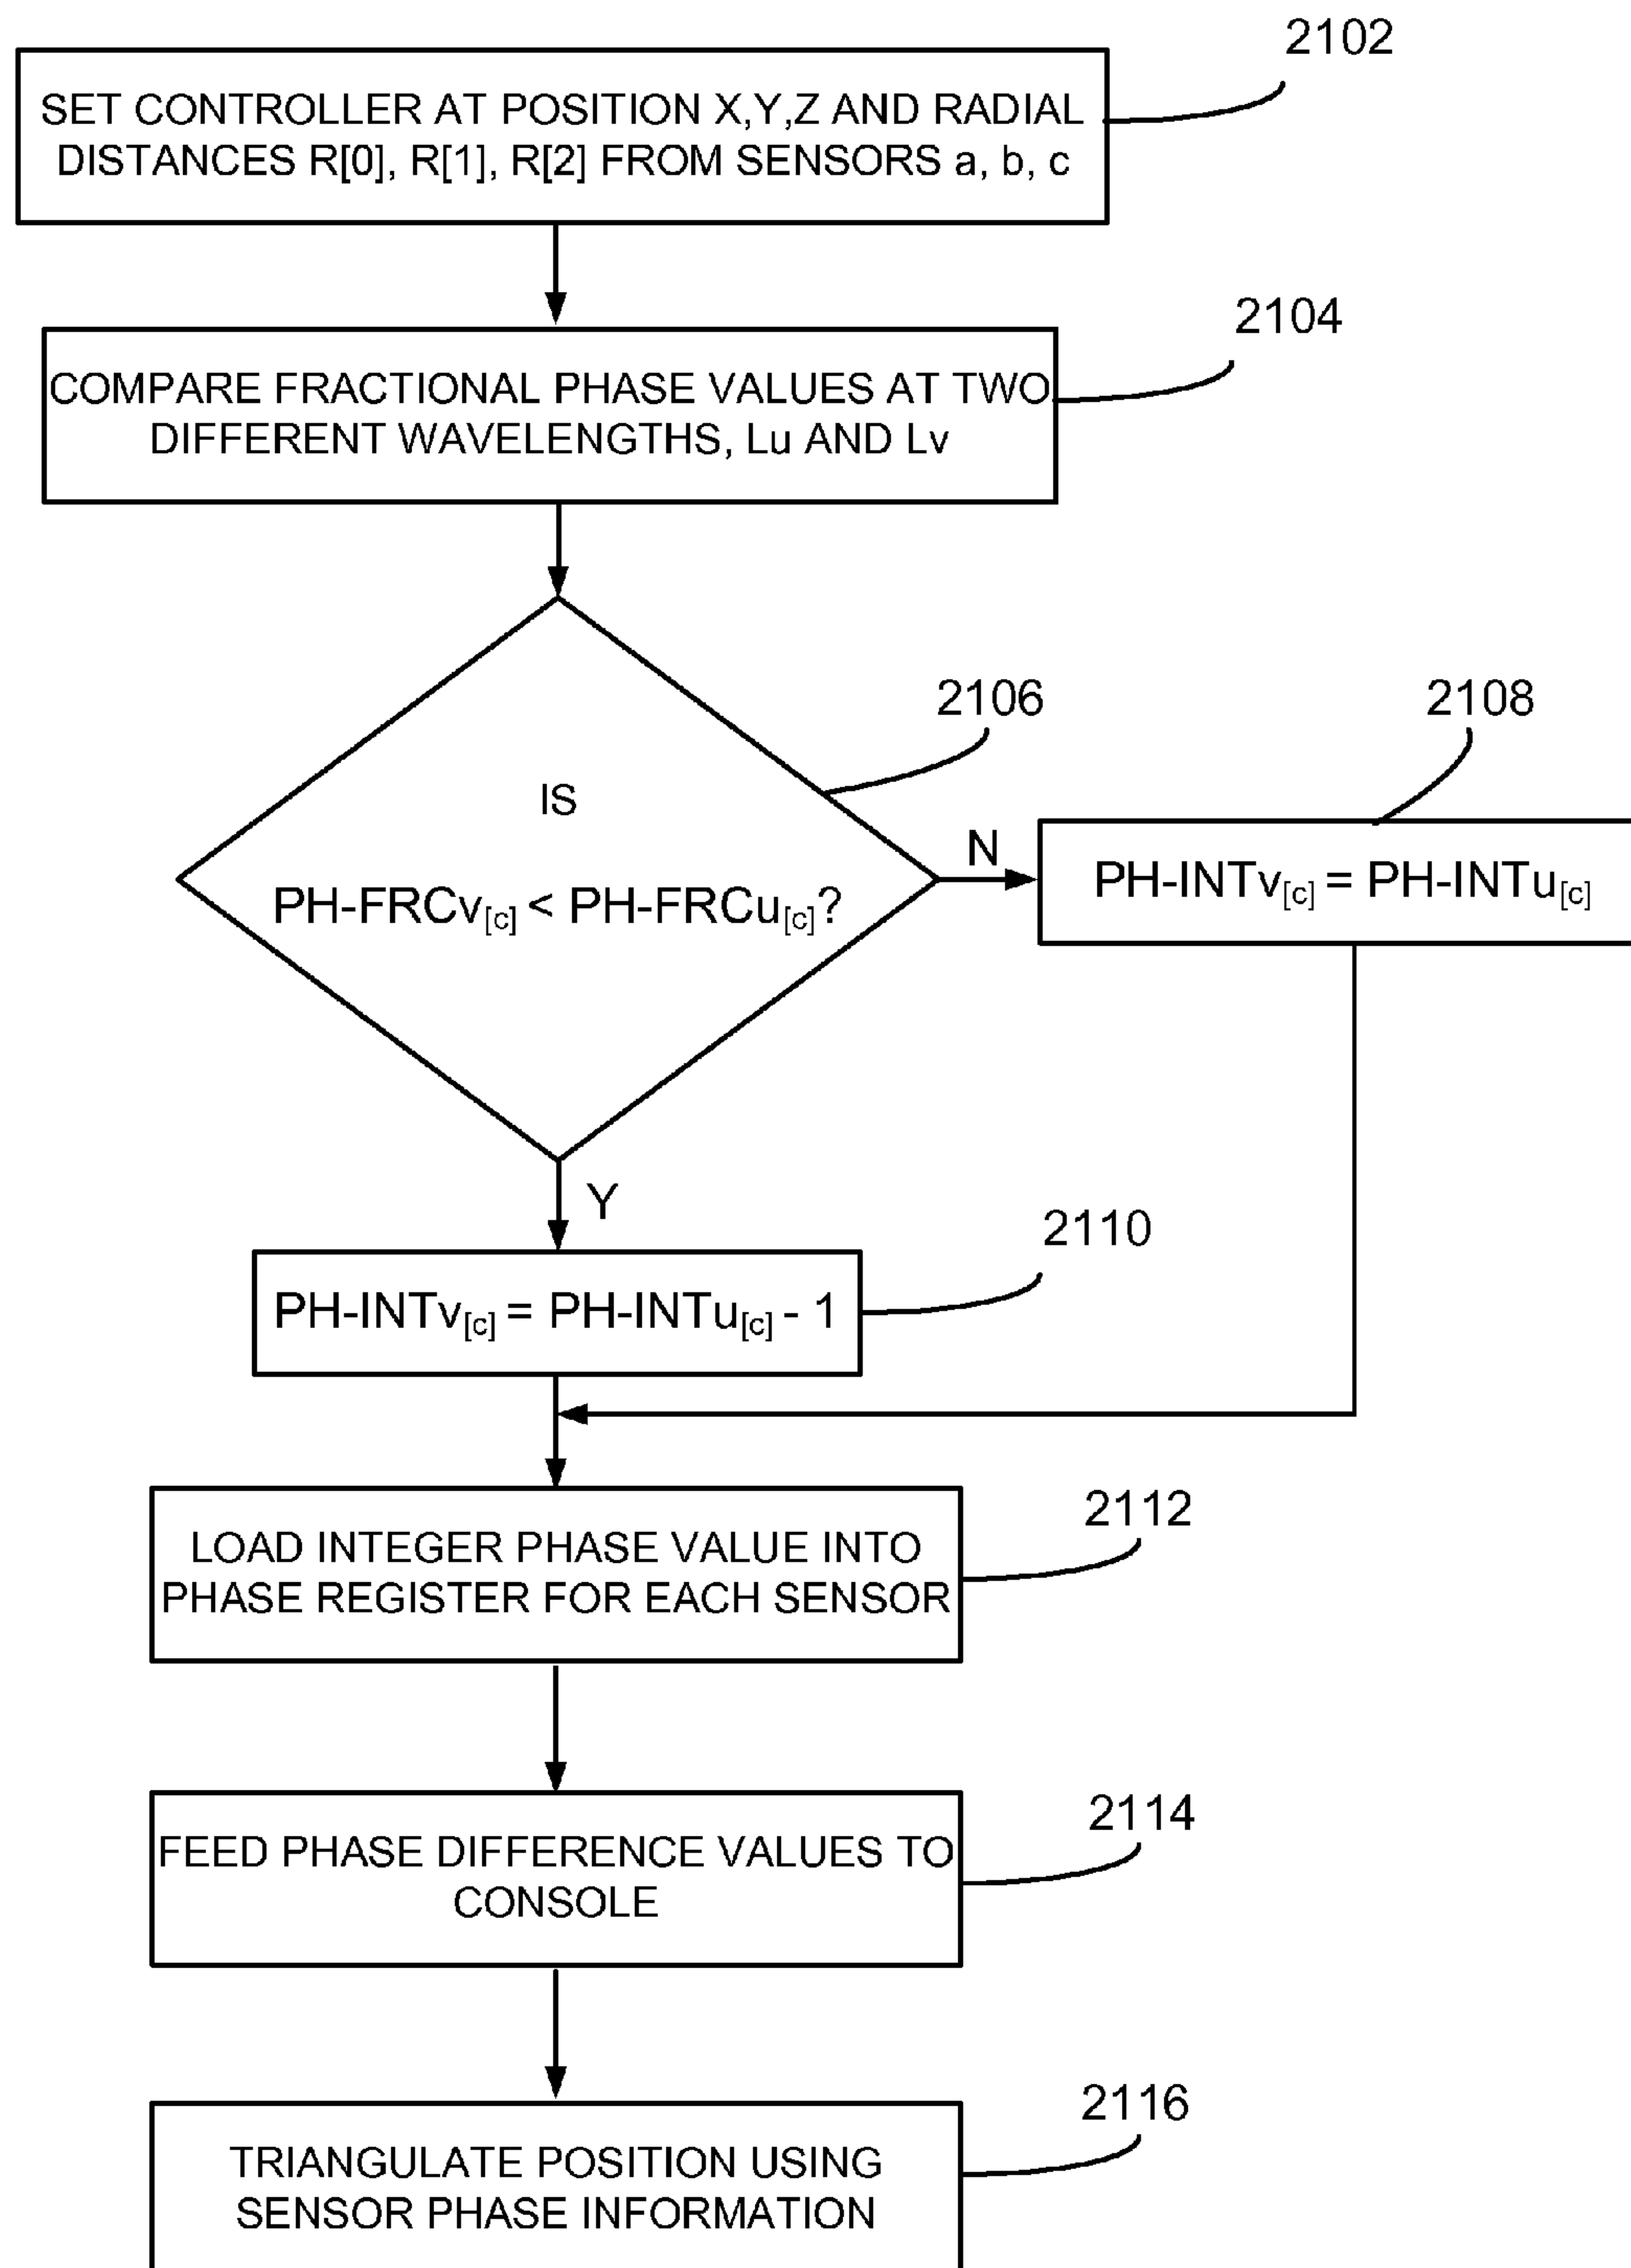 2102
SET CONTROLLER AT POSITION X,Y,Z AND RADIAL
DISTANCES R[0], R[1], R[2] FROM SENSORS a, b, c
2104
COMPARE FRACTIONAL PHASE VALUES AT TWO
DIFFERENT WAVELENGTHS, Lu AND Lv
2106
2108
IS
PH-FRCv[c] < PH-FRCu[c]?
N
PH-INTv[c] = PH-INTu[c]
Y
2110
PH-INTv[c] = PH-INTu[c] - 1
2112
LOAD INTEGER PHASE VALUE INTO
PHASE REGISTER FOR EACH SENSOR
2114
FEED PHASE DIFFERENCE VALUES TO
CONSOLE
2116
TRIANGULATE POSITION USING
SENSOR PHASE INFORMATION